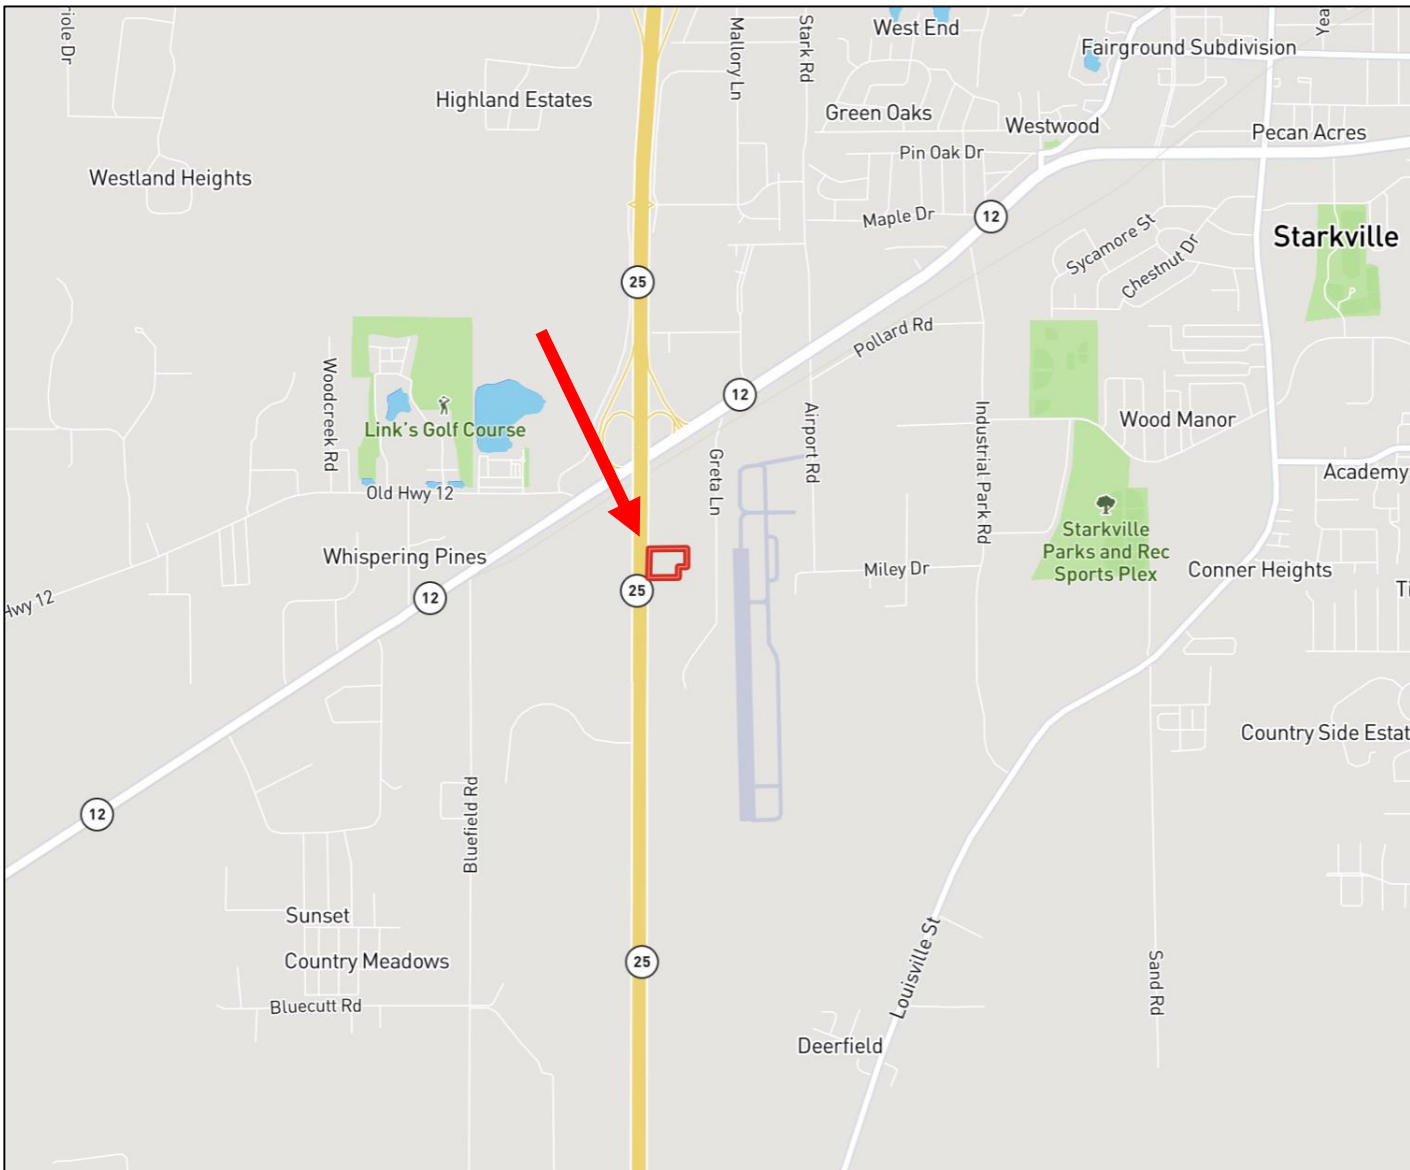 riole Dr
Mallory Ln
Stark Rd
West End
Yea
Fairground Subdivision
Highland Estates
Green Oaks
Westwood
Pecan Acres
Pin Oak Dr
Westland Heights
Maple Dr
12
Sycamore St
Chestnut Dr
Starkville
25
Pollard Rd
Woodcreek Rd
12
Airport Rd
Industrial Park Rd
Link's Golf Course
Wood Manor
Greta Ln
Academy
Old Hwy 12
Starkville
Parks and Rec
Sports Plex
Whispering Pines
Miley Dr
Conner Heights
Ti
25
12
Hwy 12
Country Side Estat
Bluefield Rd
12
Sunset
Country Meadows
25
Louisville St
Sand Rd
Bluecutt Rd
Deerfield